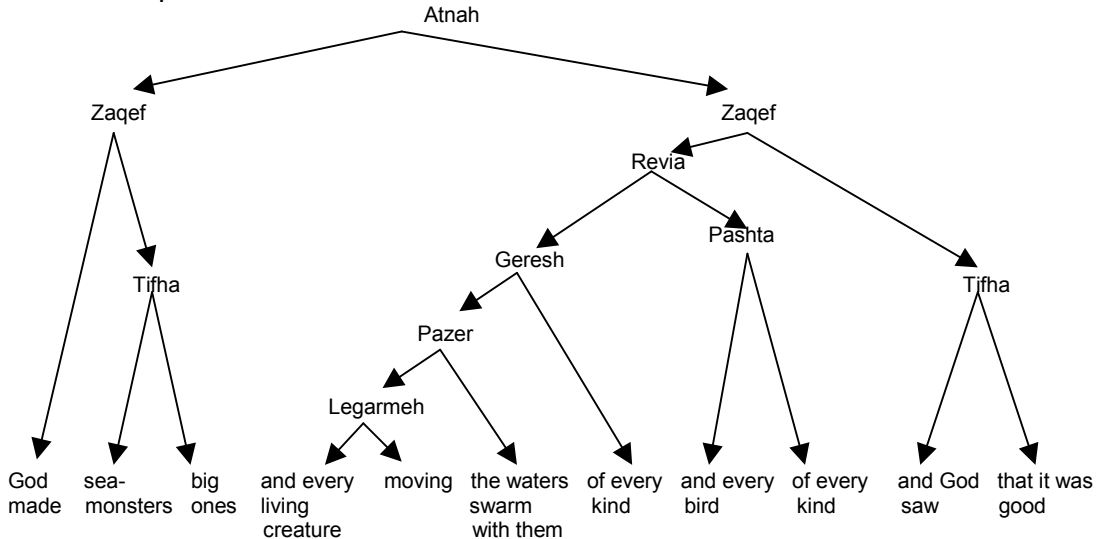 Atnah
Zaqef
Zaqef
Revia
Pashta
Geresh
Tifha
Tifha
Pazer
Legarmeh
God made
sea-monsters
big ones
and every living creature
moving
the waters swarm with them
of every kind
and every bird
of every kind
and God saw
that it was good